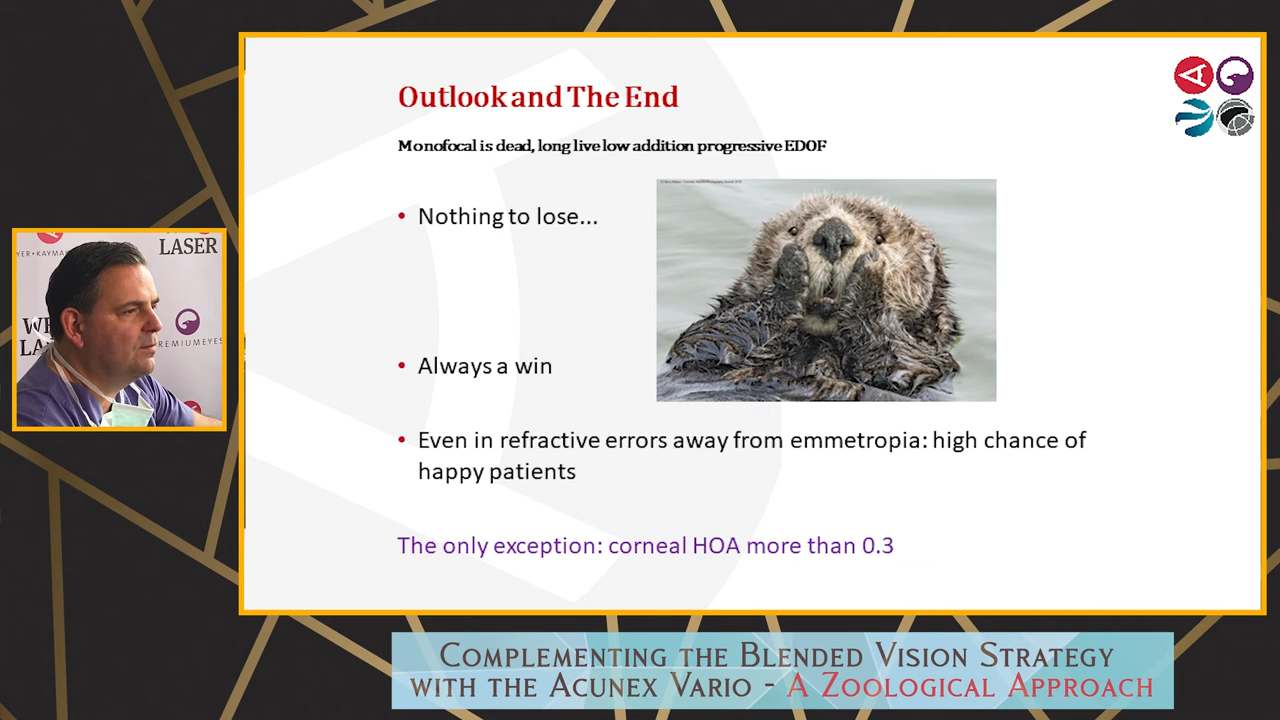 Outlook and The End
Monofocal is dead, long live low addition progressive EDOF
• Nothing to lose...
• Always a win
• Even in refractive errors away from emmetropia: high chance of
happy patients
The only exception: corneal HOA more than 0.3
LASER
REMIUMEYES
COMPLEMENTING THE BLENDED VISION STRATEGY
WITH THE ACUNEX VARIO - A ZOOLOGICAL APPROACH